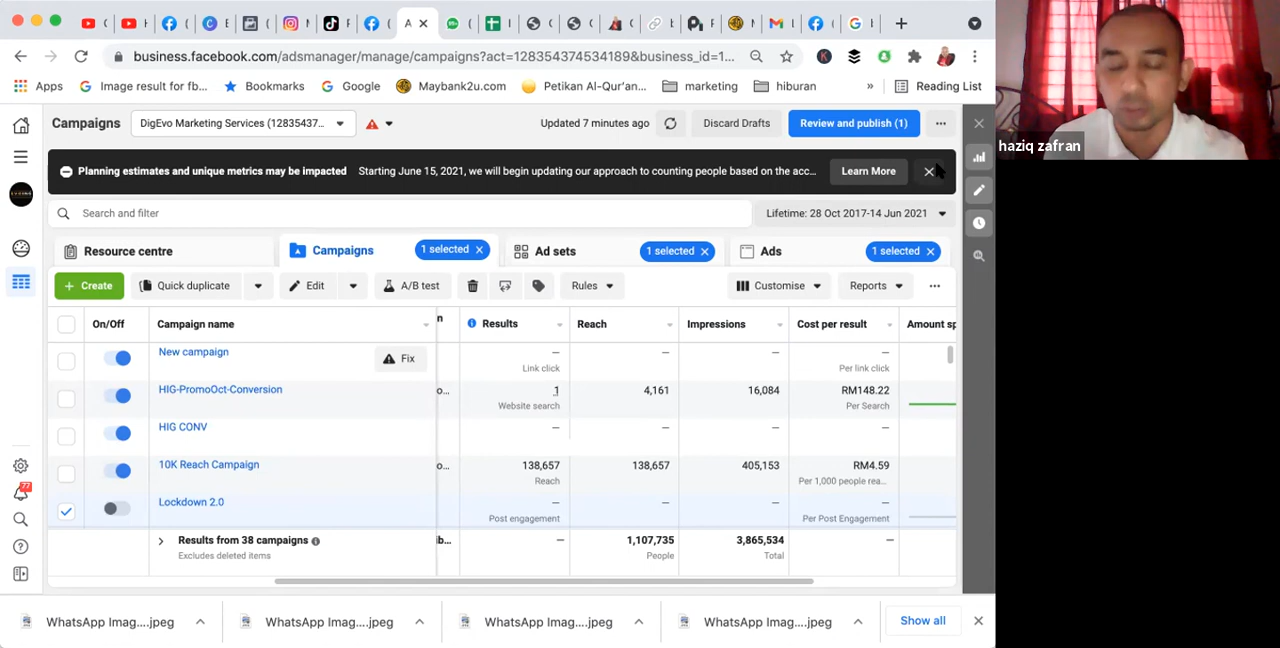 business.facebook.com/adsmanager/manage/campaigns?act=128354374534189&business_id=1...
Apps
Image result for fb...
Bookmarks
Google
Maybank2u.com
Petikan Al-Qur'an...
marketing
hiburan
»
Reading List
Campaigns
DigEvo Marketing Services (12835437...
Updated 7 minutes ago
Discard Drafts
Review and publish (1)
haziq zafran
Planning estimates and unique metrics may be impacted
Starting June 15, 2021, we will begin updating our approach to counting people based on the acc...
Learn More
Search and filter
Lifetime: 28 Oct 2017-14 Jun 2021
Resource centre
Campaigns
1 selected
Ad sets
1 selected
Ads
1 selected
+ Create
Quick duplicate
Edit
A/B test
Rules
Customise
Reports
On/Off
Campaign name
n
Results
Reach
Impressions
Cost per result
Amount sp
New campaign
Fix
— — — —
Link click
Per link click
HIG-PromoOct-Conversion
o...
1
4,161
16,084
RM148.22
Website search
Per Search
HIG CONV
— — — —
10K Reach Campaign
o...
138,657
138,657
405,153
RM4.59
Reach
Per 1,000 people rea...
Lockdown 2.0
— — — —
Post engagement
Per Post Engagement
Results from 38 campaigns
ib...
—
1,107,735
3,865,534
—
Excludes deleted items
People
Total
77
WhatsApp Imag....jpeg
WhatsApp Imag....jpeg
WhatsApp Imag....jpeg
WhatsApp Imag....jpeg
Show all